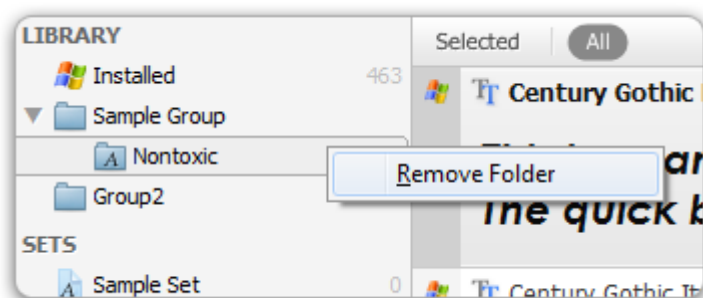 LIBRARY
Installed 463
Sample Group
Nontoxic
Group2
SETS
Sample Set 0
Selected All
Century Gothic
Remove Folder
The quick
Century Gothic